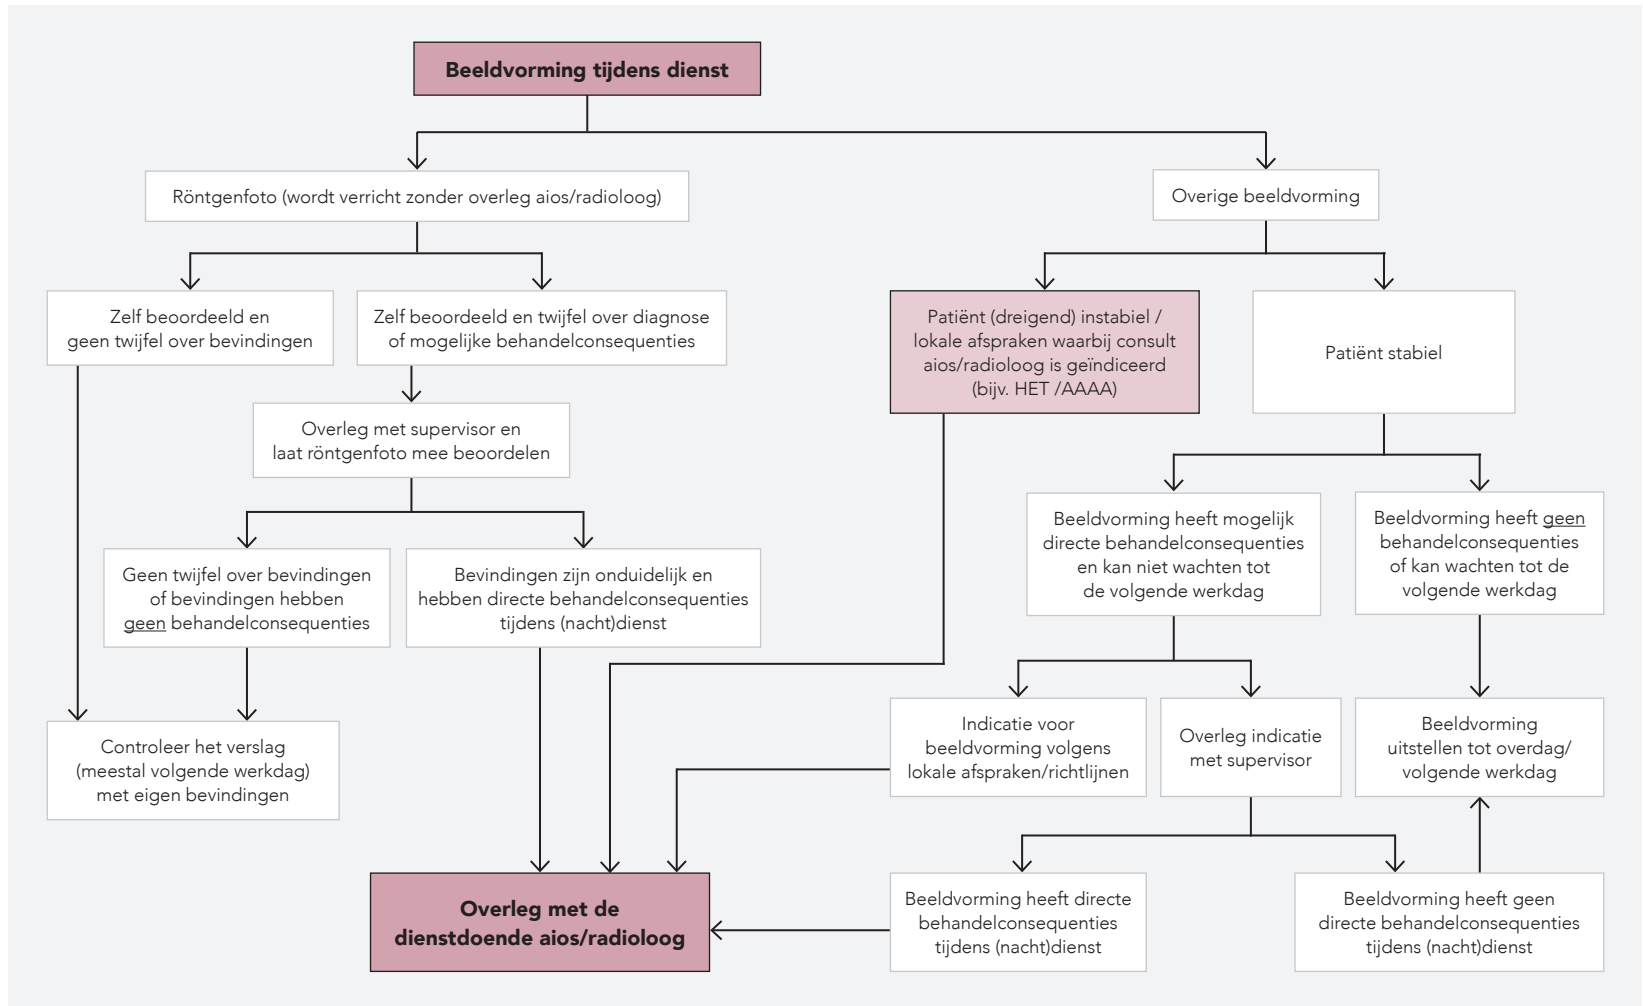 Beeldvorming tijdens dienst
Röntgenfoto (wordt verricht zonder overleg aios/radioloog)
Overige beeldvorming
Zelf beoordeeld en
geen twijfel over bevindingen
Zelf beoordeeld en twijfel over diagnose
of mogelijke behandelconsequenties
Patiënt (dreigend) instabiel /
lokale afspraken waarbij consult
aios/radioloog is geïndiceerd
(bijv. HET /AAAA)
Patiënt stabiel
Overleg met supervisor en
laat röntgenfoto mee beoordelen
Beeldvorming heeft mogelijk
directe behandelconsequenties
en kan niet wachten tot
de volgende werkdag
Beeldvorming heeft geen
behandelconsequenties
of kan wachten tot de
volgende werkdag
Geen twijfel over bevindingen
of bevindingen hebben
geen behandelconsequenties
Bevindingen zijn onduidelijk en
hebben directe behandelconsequenties
tijdens (nacht)dienst
Controleer het verslag
(meestal volgende werkdag)
met eigen bevindingen
Indicatie voor
beeldvorming volgens
lokale afspraken/richtlijnen
Overleg indicatie
met supervisor
Beeldvorming
uitstellen tot overdag/
volgende werkdag
Overleg met de
dienstdoende aios/radioloog
Beeldvorming heeft directe
behandelconsequenties
tijdens (nacht)dienst
Beeldvorming heeft geen
directe behandelconsequenties
tijdens (nacht)dienst